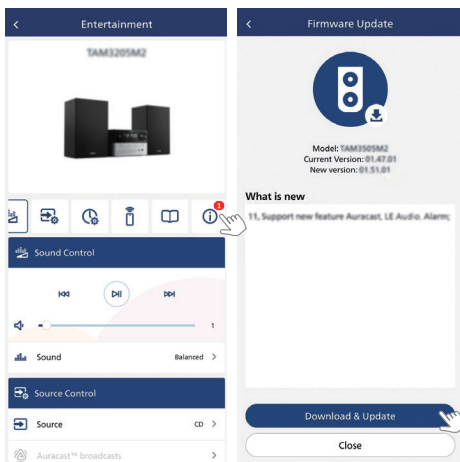 Entertainment
TAM3205M2
1
Sound Control
1
Sound
Balanced
Source Control
Source
CD
Auracast™ broadcasts
Firmware Update
Model: TAM3505M2
Current Version: 01.47.01
New version: 01.51.01
What is new
11, Support new feature Auracast, LE Audio. Alarm;
Download & Update
Close